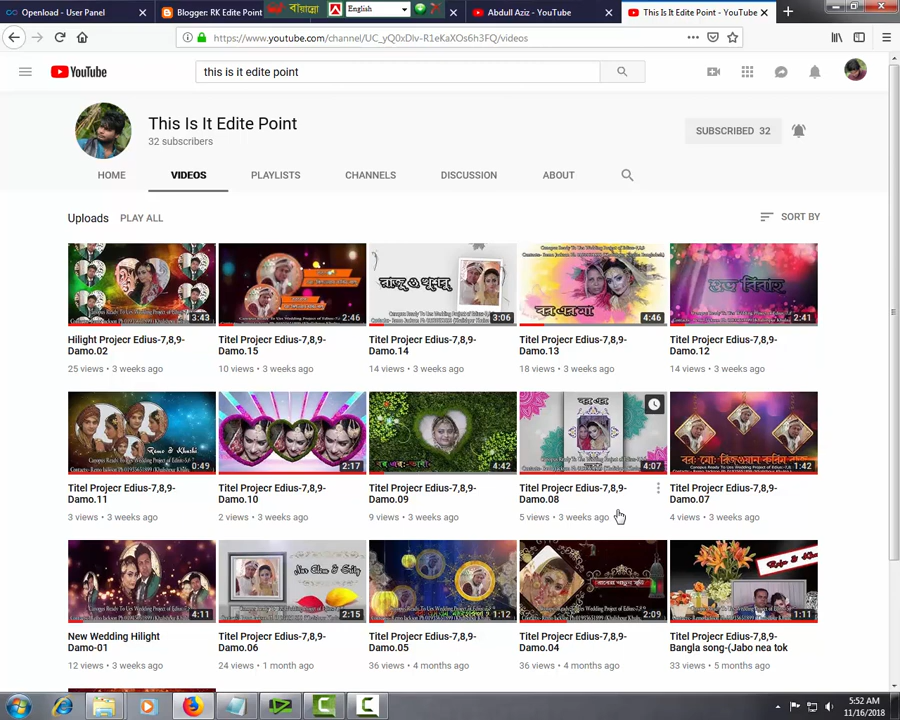 Openload - User Panel
Blogger: RK Edite Point
English
Abdull Aziz - YouTube
This Is It Edite Point - YouTube
https://www.youtube.com/channel/UC_yQ0xDlv-R1eKaXOs6h3FQ/videos
YouTube
this is it edite point
This Is It Edite Point
32 subscribers
SUBSCRIBED 32
HOME
VIDEOS
PLAYLISTS
CHANNELS
DISCUSSION
ABOUT
Uploads
PLAY ALL
SORT BY
3:43
2:46
3:06
4:46
শুভ বিবাহ
2:41
Hilight Projecr Edius-7,8,9-
Damo.02
25 views • 3 weeks ago
Titel Projecr Edius-7,8,9-
Damo.15
10 views • 3 weeks ago
Titel Projecr Edius-7,8,9-
Damo.14
14 views • 3 weeks ago
Titel Projecr Edius-7,8,9-
Damo.13
18 views • 3 weeks ago
Titel Projecr Edius-7,8,9-
Damo.12
14 views • 3 weeks ago
0:49
2:17
4:42
4:07
1:42
Titel Projecr Edius-7,8,9-
Damo.11
3 views • 3 weeks ago
Titel Projecr Edius-7,8,9-
Damo.10
2 views • 3 weeks ago
Titel Projecr Edius-7,8,9-
Damo.09
9 views • 3 weeks ago
Titel Projecr Edius-7,8,9-
Damo.08
5 views • 3 weeks ago
Titel Projecr Edius-7,8,9-
Damo.07
4 views • 3 weeks ago
4:11
2:15
1:12
2:09
1:11
New Wedding Hilight
Damo-01
12 views • 3 weeks ago
Titel Projecr Edius-7,8,9-
Damo.06
24 views • 1 month ago
Titel Projecr Edius-7,8,9-
Damo.05
36 views • 4 months ago
Titel Projecr Edius-7,8,9-
Damo.04
36 views • 4 months ago
Titel Projecr Edius-7,8,9-
Bangla song-(Jabo nea tok
33 views • 5 months ago
5:52 AM
11/16/2018